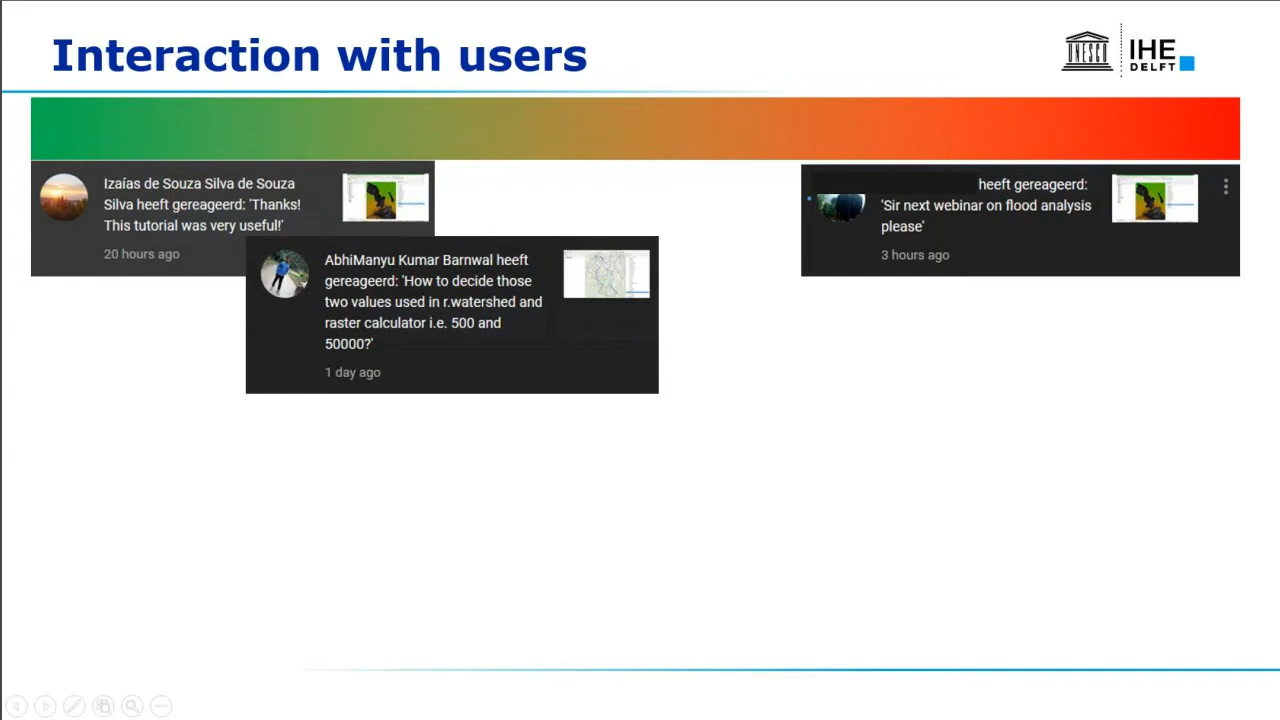 Interaction with users
UNESCO
IHE
DELFT
Izaías de Souza Silva de Souza
Silva heeft gereageerd: 'Thanks!
This tutorial was very useful!'
20 hours ago
AbhiManyu Kumar Barnwal heeft
gereageerd: 'How to decide those
two values used in r.watershed and
raster calculator i.e. 500 and
50000?'
1 day ago
heeft gereageerd:
'Sir next webinar on flood analysis
please'
3 hours ago